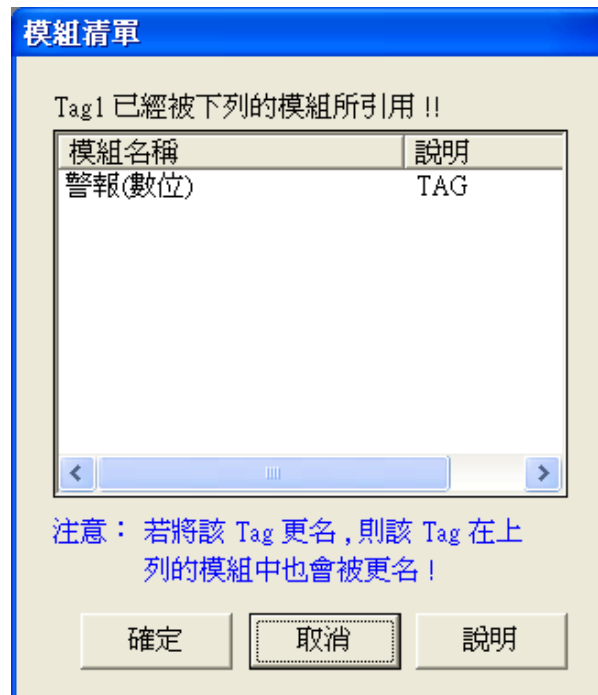 模組清單
Tag1 已經被下列的模組所引用 !!
模組名稱 說明
警報(數位) TAG
注意： 若將該 Tag 更名 , 則該 Tag 在上
列的模組中也會被更名 !
確定 取消 說明